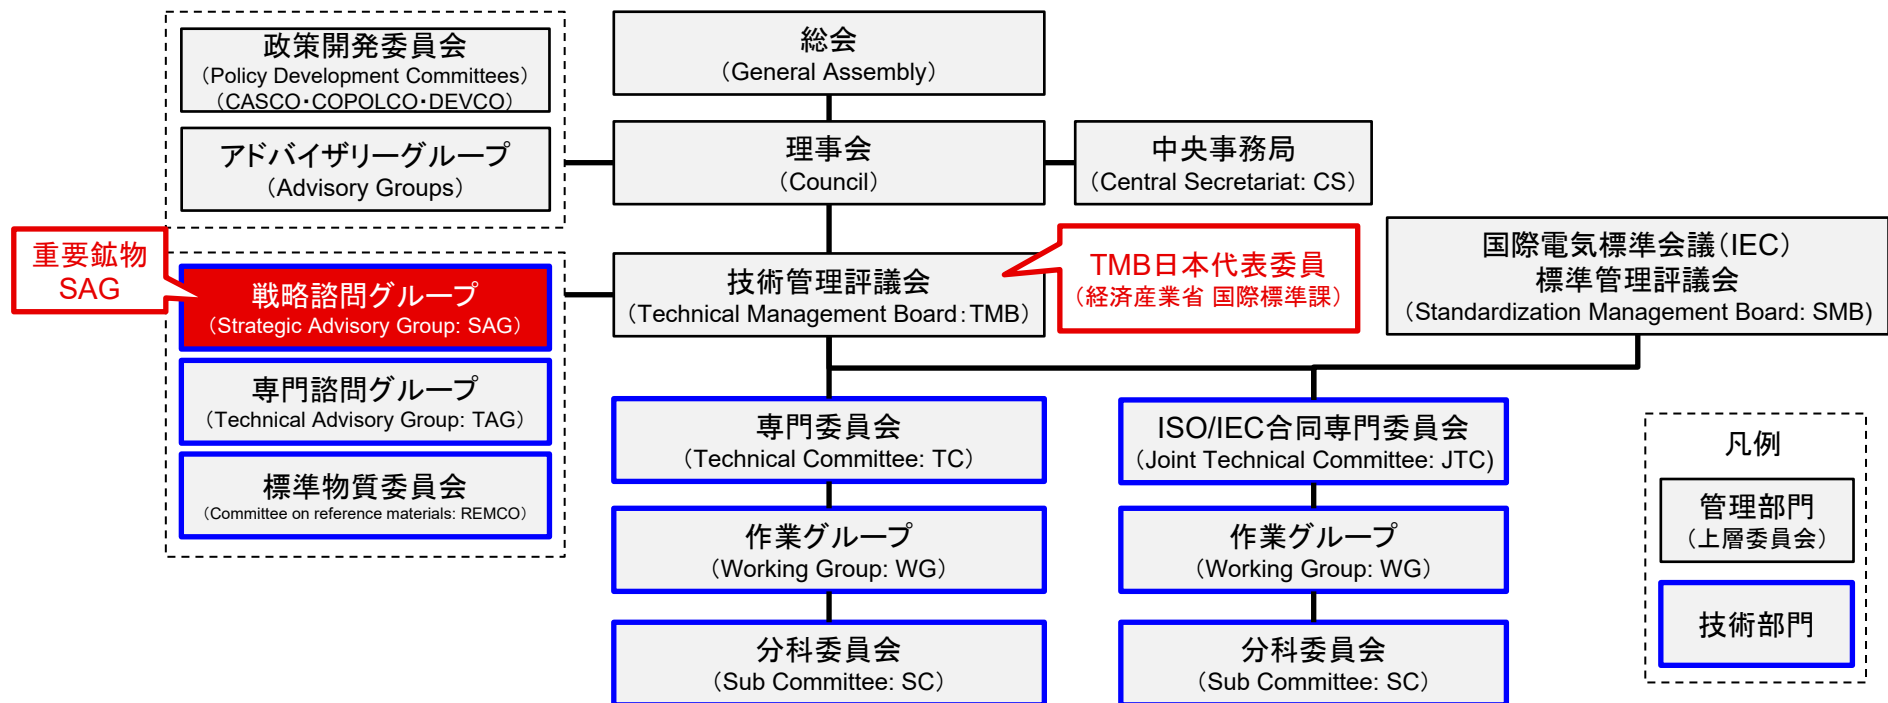 政策開発委員会
（Policy Development Committees）
（CASCO・COPOLCO・DEVCO）
アドバイザリーグループ
（Advisory Groups）
総会
（General Assembly）
理事会
（Council）
中央事務局
（Central Secretariat: CS）
重要鉱物
SAG
戦略諮問グループ
（Strategic Advisory Group: SAG）
専門諮問グループ
（Technical Advisory Group: TAG）
標準物質委員会
（Committee on reference materials: REMCO）
技術管理評議会
（Technical Management Board：TMB）
TMB日本代表委員
（経済産業省 国際標準課）
国際電気標準会議（IEC）
標準管理評議会
（Standardization Management Board: SMB)
専門委員会
（Technical Committee: TC）
作業グループ
（Working Group: WG）
分科委員会
（Sub Committee: SC）
ISO/IEC合同専門委員会
（Joint Technical Committee: JTC)
作業グループ
（Working Group: WG）
分科委員会
（Sub Committee: SC）
凡例
管理部門
（上層委員会）
技術部門